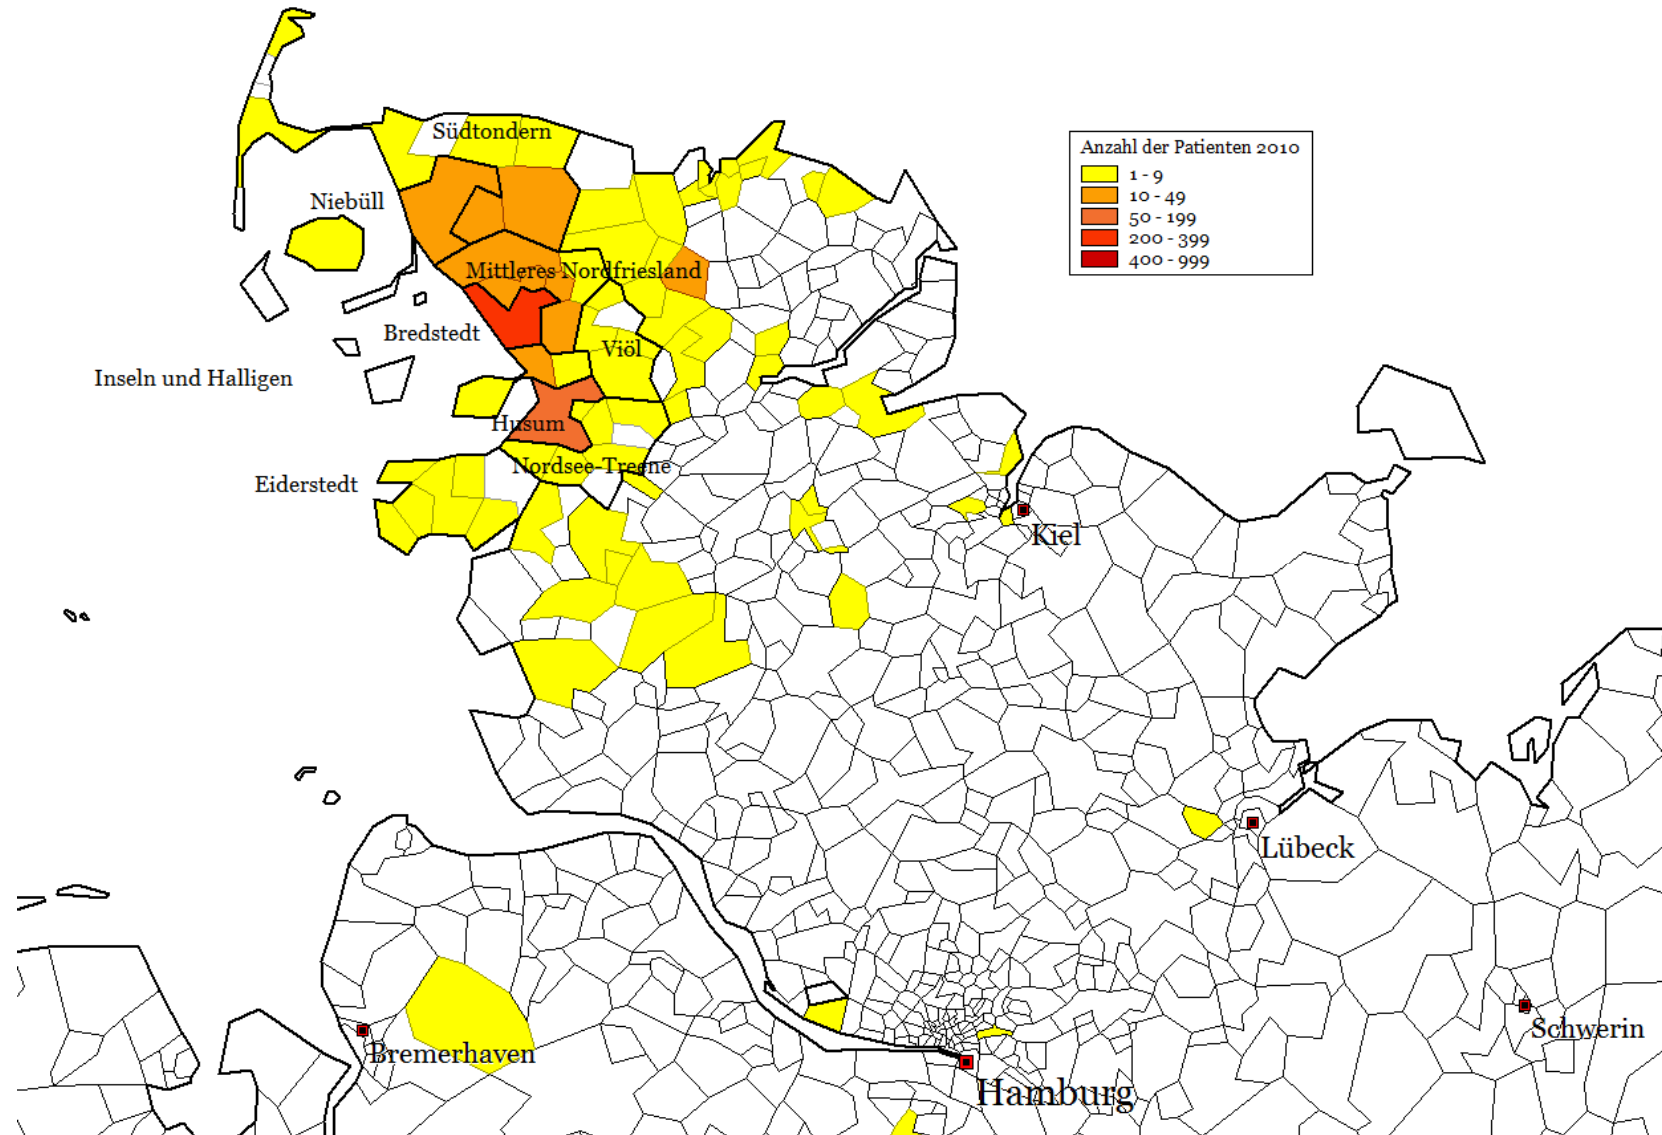 Südtondern
Anzahl der Patienten 2010
1 - 9
10 - 49
50 - 199
200 - 399
400 - 999
Niebüll
Mittleres Nordfriesland
Bredstedt
Viöl
Inseln und Halligen
Husum
Nordsee-Treene
Eiderstedt
Kiel
Lübeck
Schwerin
Bremerhaven
Hamburg